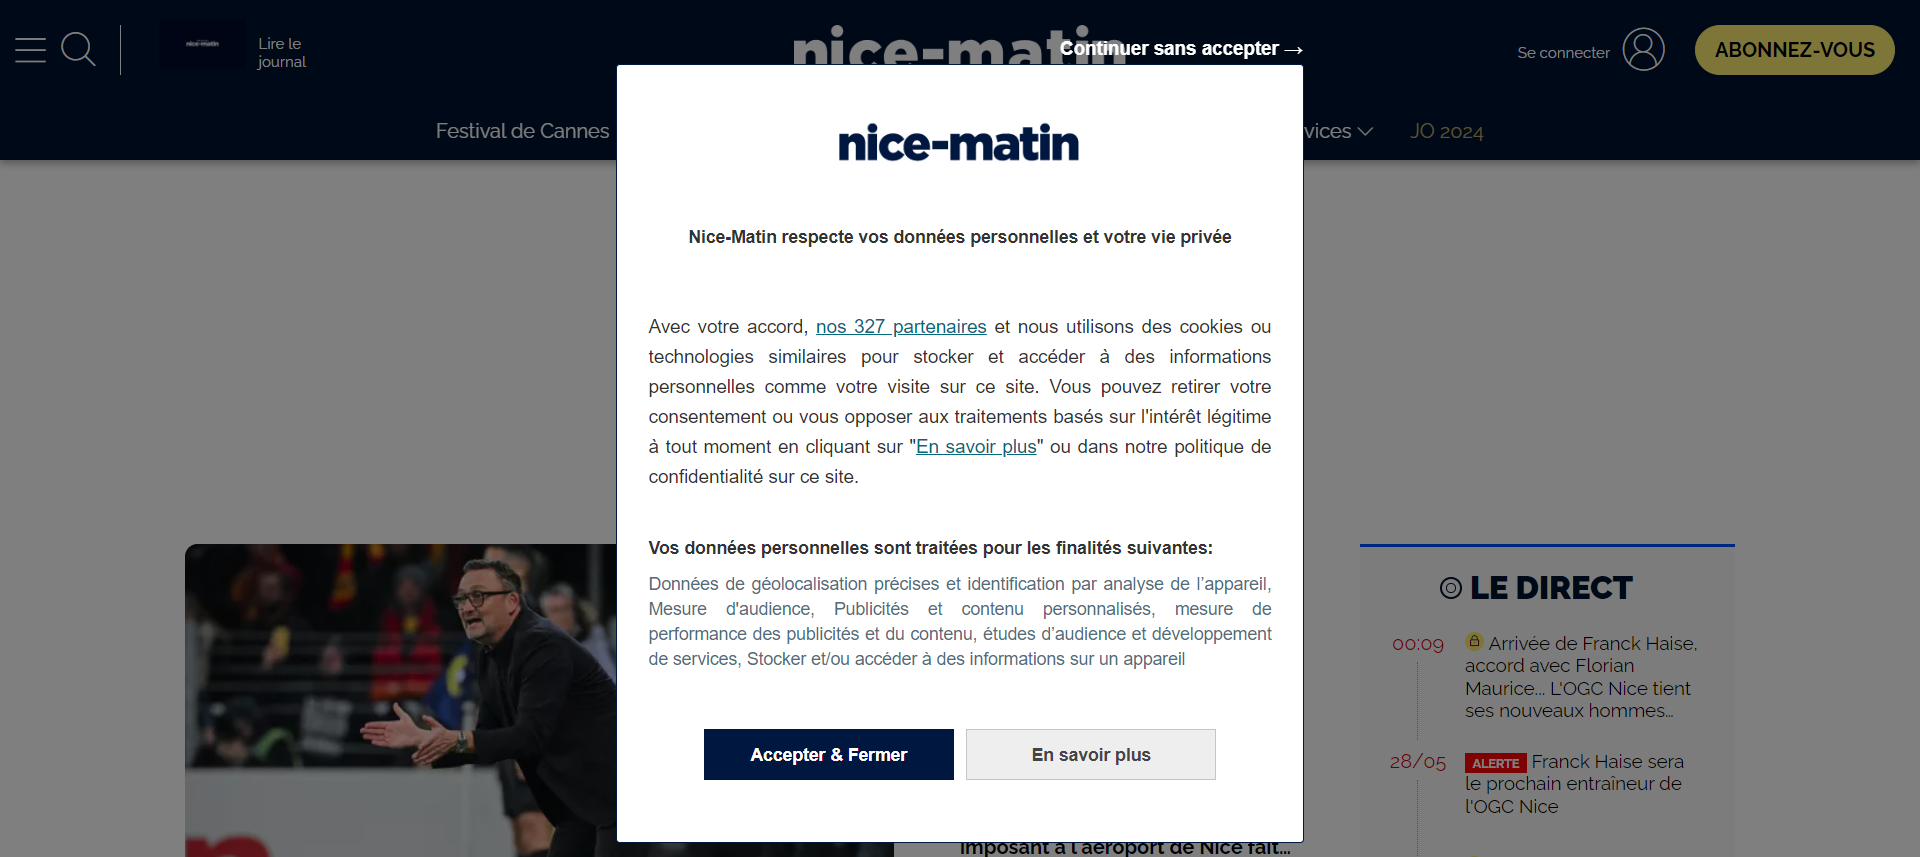 nice-matin
Lire le
journal
nice-matin
Continuer sans accepter →
Se connecter
ABONNEZ-VOUS
Festival de Cannes
vices
JO 2024
nice-matin
Nice-Matin respecte vos données personnelles et votre vie privée
Avec votre accord, nos 327 partenaires et nous utilisons des cookies ou
technologies similaires pour stocker et accéder à des informations
personnelles comme votre visite sur ce site. Vous pouvez retirer votre
consentement ou vous opposer aux traitements basés sur l'intérêt légitime
à tout moment en cliquant sur "En savoir plus" ou dans notre politique de
confidentialité sur ce site.
Vos données personnelles sont traitées pour les finalités suivantes:
Données de géolocalisation précises et identification par analyse de l’appareil,
Mesure d'audience, Publicités et contenu personnalisés, mesure de
performance des publicités et du contenu, études d’audience et développement
de services, Stocker et/ou accéder à des informations sur un appareil
Accepter & Fermer
En savoir plus
LE DIRECT
00:09
Arrivée de Franck Haise,
accord avec Florian
Maurice... L'OGC Nice tient
ses nouveaux hommes...
28/05
ALERTE Franck Haise sera
le prochain entraîneur de
l'OGC Nice
imposant à l'aéroport de Nice fait...